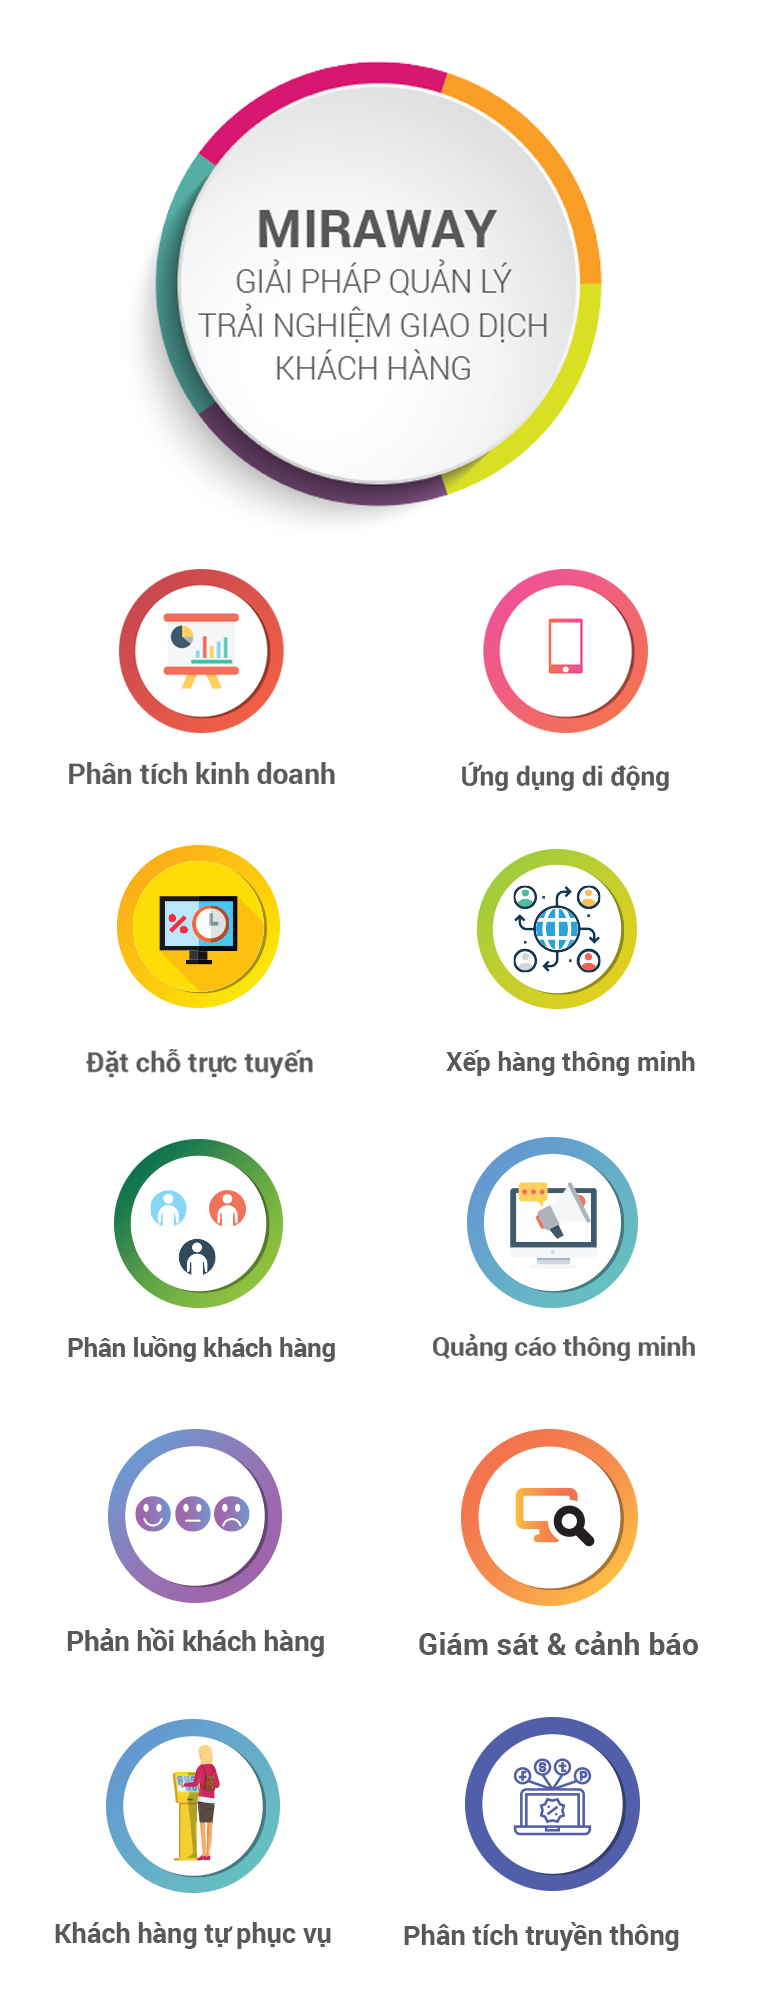 MIRAWAY
GIẢI PHÁP QUẢN LÝ
TRẢI NGHIỆM GIAO DỊCH
KHÁCH HÀNG
Phân tích kinh doanh
Ứng dụng di động
Đặt chỗ trực tuyến
Xếp hàng thông minh
Phân luồng khách hàng
Quảng cáo thông minh
Phản hồi khách hàng
Giám sát & cảnh báo
Khách hàng tự phục vụ
Phân tích truyền thông